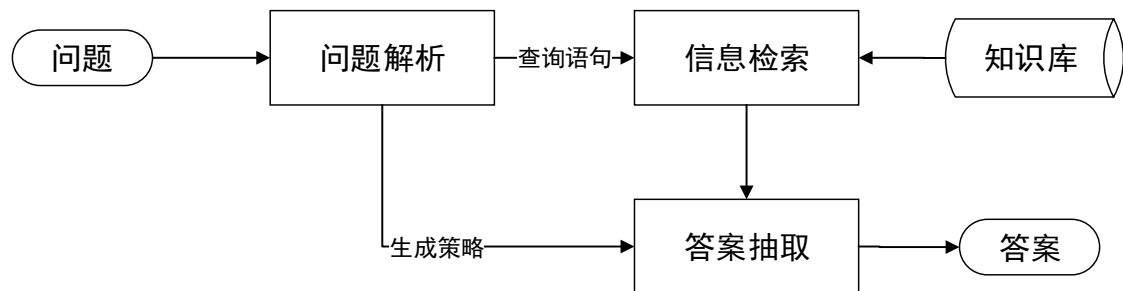 问题
问题解析
查询语句
信息检索
知识库
生成策略
答案抽取
答案